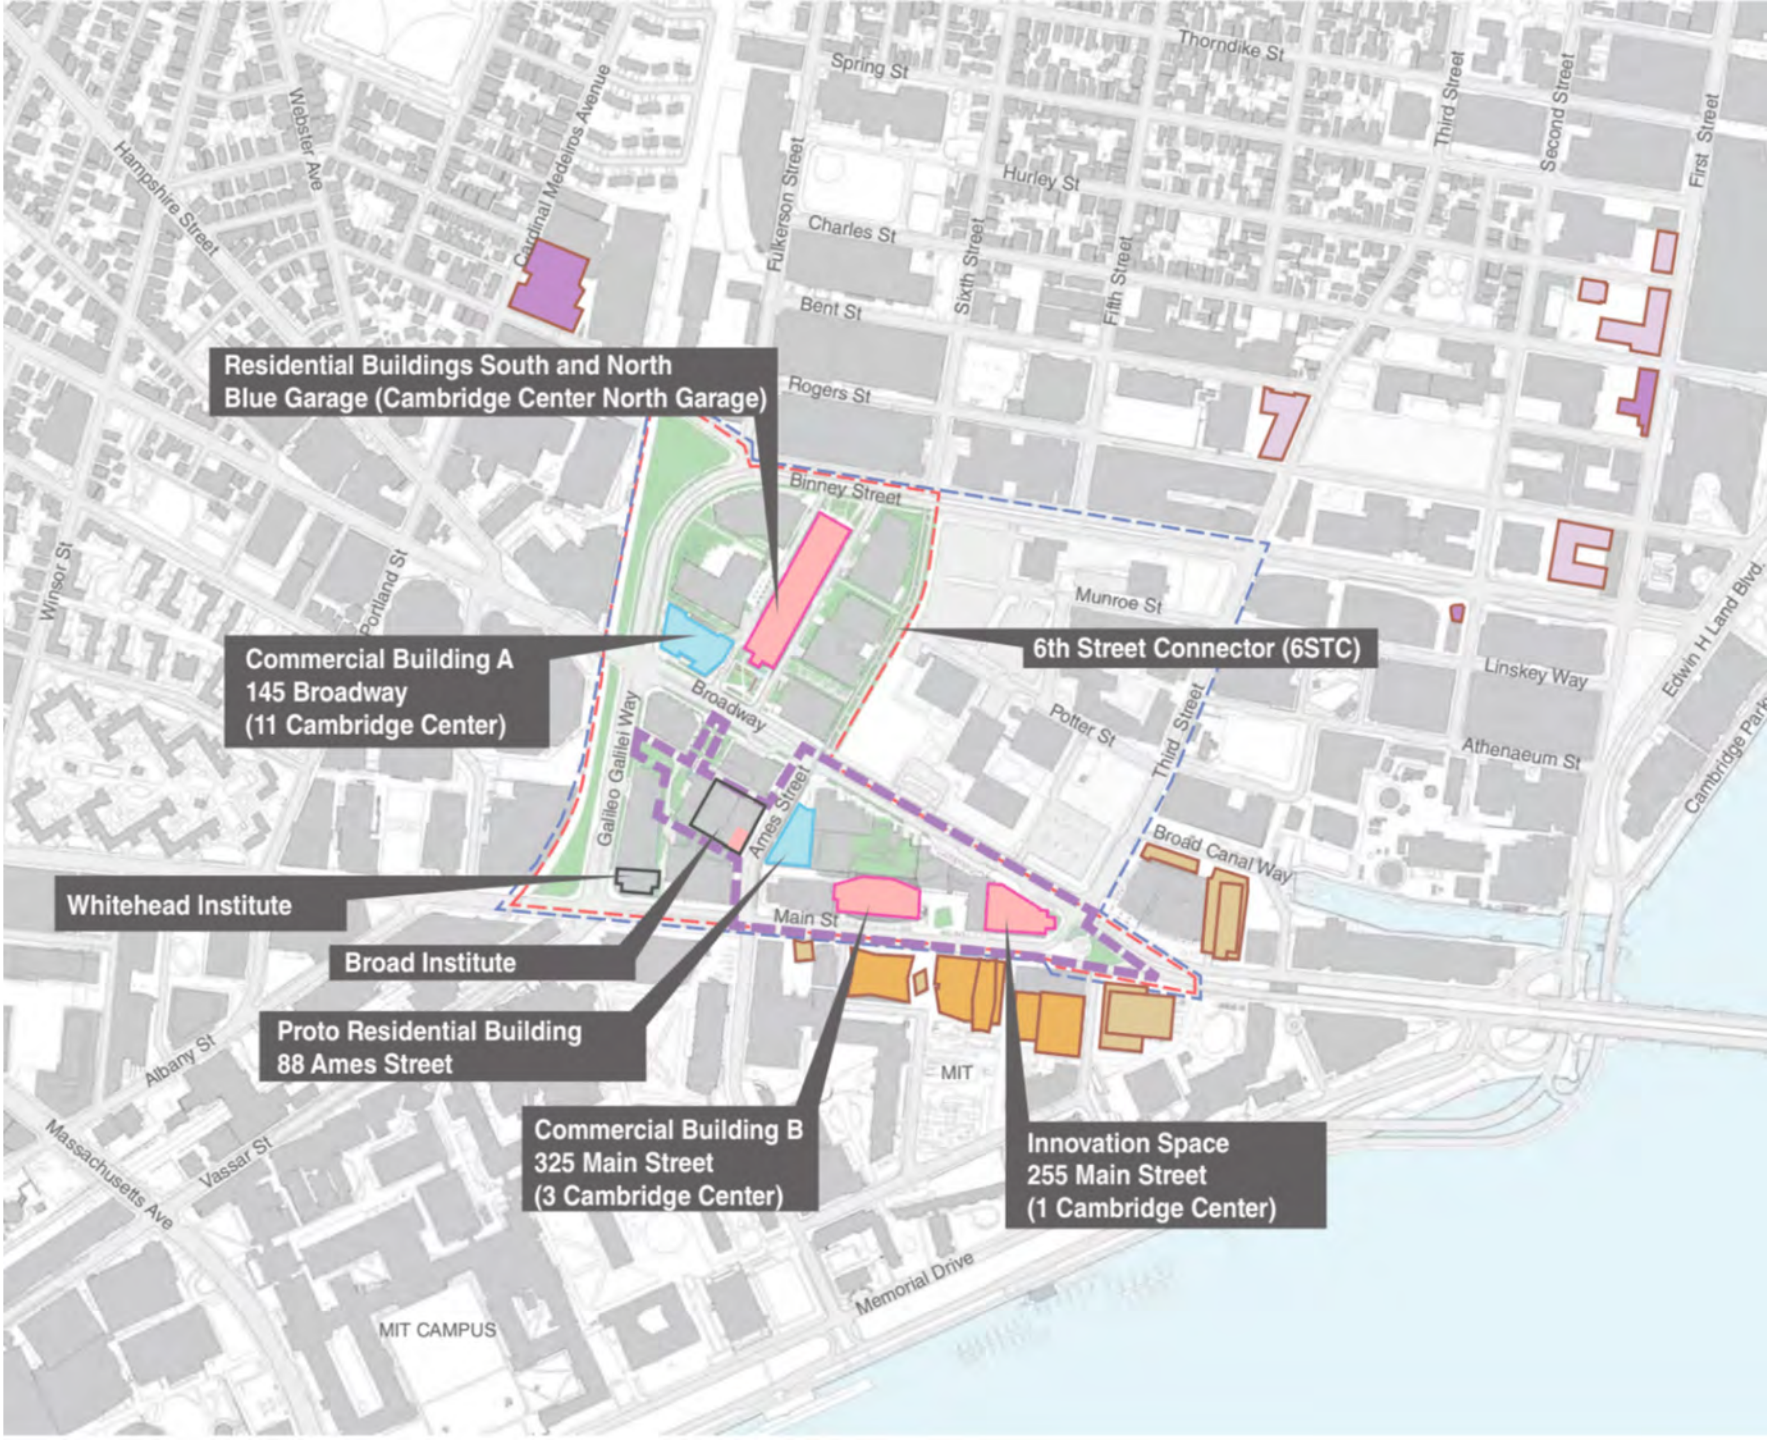 Thorndike St
Spring St
Third Street
Second Street
First Street
Webster Ave
Cardinal Medeiros Avenue
Hampshire Street
Fulkerson Street
Hurley St
Charles St
Sixth Street
Fifth Street
Bent St
Residential Buildings South and North
Blue Garage (Cambridge Center North Garage)
Rogers St
Binney Street
Winsor St
Portland St
Munroe St
Edwin H Land Blvd.
6th Street Connector (6STC)
Commercial Building A
145 Broadway
(11 Cambridge Center)
Linskey Way
Broadway
Galileo Galilei Way
Potter St
Third Street
Athenaeum St
Cambridge Park
Ames Street
Broad Canal Way
Whitehead Institute
Main St
Broad Institute
Proto Residential Building
88 Ames Street
Albany St
MIT
Commercial Building B
325 Main Street
(3 Cambridge Center)
Innovation Space
255 Main Street
(1 Cambridge Center)
Massachusetts Ave
Vassar St
Memorial Drive
MIT CAMPUS